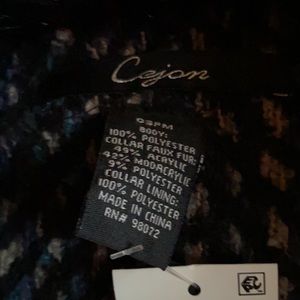 Cejon
OSPM
BODY:
100% POLYESTER
COLLAR FAUX FUR:
49% ACRYLIC
42% MODACRYLIC
9% POLYESTER
COLLAR LINING:
100% POLYESTER
MADE IN CHINA
RN# 98072